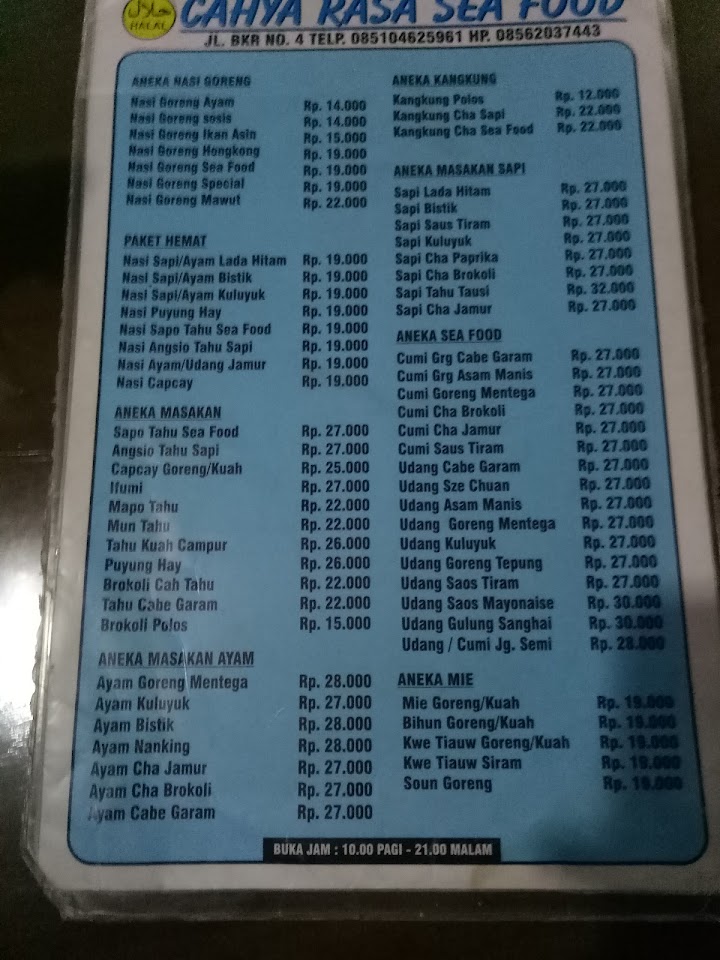 حلال
HALAL
CAHYA RASA SEA FOOD
JL. BKR NO. 4 TELP. 085104625961 HP. 08562037443
ANEKA NASI GORENG
Nasi Goreng Ayam Rp. 14.000
Nasi Goreng sosis Rp. 14.000
Nasi Goreng Ikan Asin Rp. 15.000
Nasi Goreng Hongkong Rp. 19.000
Nasi Goreng Sea Food Rp. 19.000
Nasi Goreng Special Rp. 19.000
Nasi Goreng Mawut Rp. 22.000
PAKET HEMAT
Nasi Sapi/Ayam Lada Hitam Rp. 19.000
Nasi Sapi/Ayam Bistik Rp. 19.000
Nasi Sapi/Ayam Kuluyuk Rp. 19.000
Nasi Puyung Hay Rp. 19.000
Nasi Sapo Tahu Sea Food Rp. 19.000
Nasi Angsio Tahu Sapi Rp. 19.000
Nasi Ayam/Udang Jamur Rp. 19.000
Nasi Capcay Rp. 19.000
ANEKA MASAKAN
Sapo Tahu Sea Food Rp. 27.000
Angsio Tahu Sapi Rp. 27.000
Capcay Goreng/Kuah Rp. 25.000
Ifumi Rp. 27.000
Mapo Tahu Rp. 22.000
Mun Tahu Rp. 22.000
Tahu Kuah Campur Rp. 26.000
Puyung Hay Rp. 26.000
Brokoli Cah Tahu Rp. 22.000
Tahu Cabe Garam Rp. 22.000
Brokoli Polos Rp. 15.000
ANEKA MASAKAN AYAM
Ayam Goreng Mentega Rp. 28.000
Ayam Kuluyuk Rp. 27.000
Ayam Bistik Rp. 28.000
Ayam Nanking Rp. 28.000
Ayam Cha Jamur Rp. 27.000
Ayam Cha Brokoli Rp. 27.000
Ayam Cabe Garam Rp. 27.000
ANEKA KANGKUNG
Kangkung Polos Rp. 12.000
Kangkung Cha Sapi Rp. 22.000
Kangkung Cha Sea Food Rp. 22.000
ANEKA MASAKAN SAPI
Sapi Lada Hitam Rp. 27.000
Sapi Bistik Rp. 27.000
Sapi Saus Tiram Rp. 27.000
Sapi Kuluyuk Rp. 27.000
Sapi Cha Paprika Rp. 27.000
Sapi Cha Brokoli Rp. 27.000
Sapi Tahu Tausi Rp. 32.000
Sapi Cha Jamur Rp. 27.000
ANEKA SEA FOOD
Cumi Grg Cabe Garam Rp. 27.000
Cumi Grg Asam Manis Rp. 27.000
Cumi Goreng Mentega Rp. 27.000
Cumi Cha Brokoli Rp. 27.000
Cumi Cha Jamur Rp. 27.000
Cumi Saus Tiram Rp. 27.000
Udang Cabe Garam Rp. 27.000
Udang Sze Chuan Rp. 27.000
Udang Asam Manis Rp. 27.000
Udang Goreng Mentega Rp. 27.000
Udang Kuluyuk Rp. 27.000
Udang Goreng Tepung Rp. 27.000
Udang Saos Tiram Rp. 27.000
Udang Saos Mayonaise Rp. 30.000
Udang Gulung Sanghai Rp. 30.000
Udang / Cumi Jg. Semi Rp. 28.000
ANEKA MIE
Mie Goreng/Kuah Rp. 19.000
Bihun Goreng/Kuah Rp. 19.000
Kwe Tiauw Goreng/Kuah Rp. 19.000
Kwe Tiauw Siram Rp. 19.000
Soun Goreng Rp. 19.000
BUKA JAM : 10.00 PAGI - 21.00 MALAM